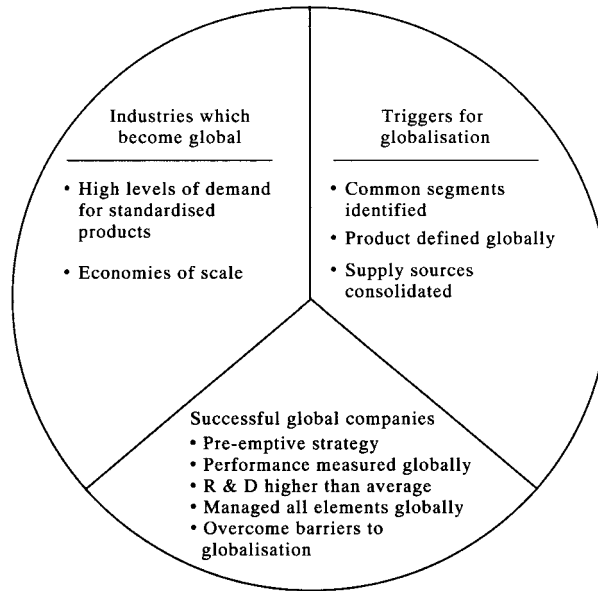 Industries which
become global
• High levels of demand
for standardised
products
• Economies of scale
Triggers for
globalisation
• Common segments
identified
• Product defined globally
• Supply sources
consolidated
Successful global companies
• Pre-emptive strategy
• Performance measured globally
• R & D higher than average
• Managed all elements globally
• Overcome barriers to
globalisation